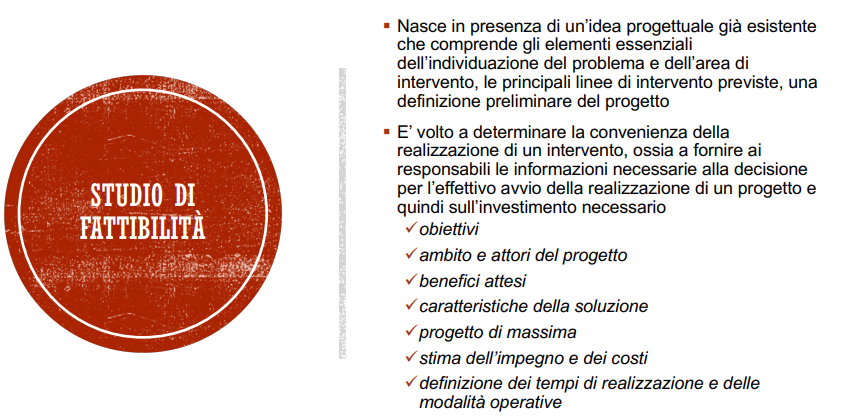 STUDIO DI
FATTIBILITÀ
Nasce in presenza di un'idea progettuale già esistente
che comprende gli elementi essenziali
dell'individuazione del problema e dell'area di
intervento, le principali linee di intervento previste, una
definizione preliminare del progetto
E' volto a determinare la convenienza della
realizzazione di un intervento, ossia a fornire ai
responsabili le informazioni necessarie alla decisione
per l'effettivo avvio della realizzazione di un progetto e
quindi sull'investimento necessario
obiettivi
ambito e attori del progetto
benefici attesi
caratteristiche della soluzione
progetto di massima
stima dell'impegno e dei costi
definizione dei tempi di realizzazione e delle
modalità operative